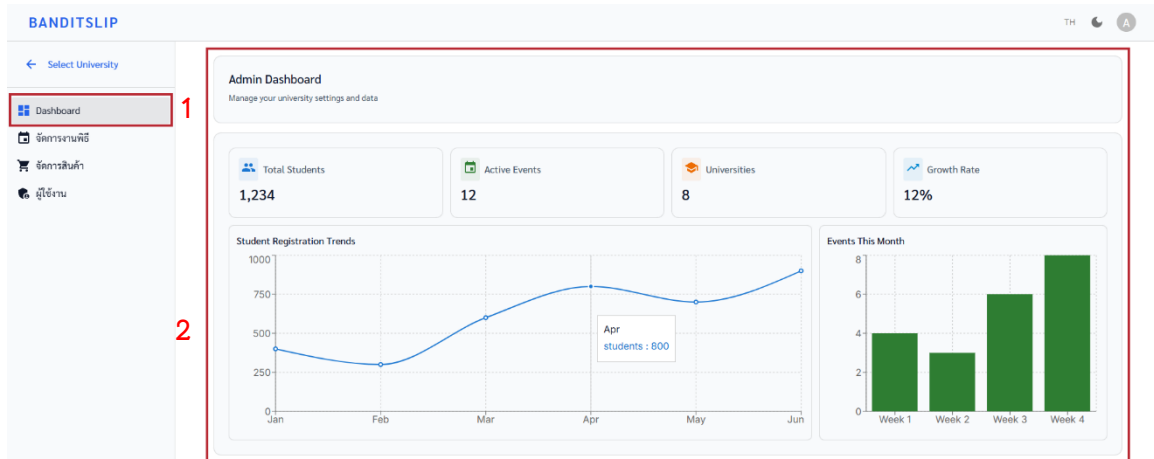 BANDITSLIP
TH
A
Select University
1
Dashboard
จัดการงานพิธี
จัดการสินค้า
ผู้ใช้งาน
2
Admin Dashboard
Manage your university settings and data
Total Students
1,234
Active Events
12
Universities
8
Growth Rate
12%
Student Registration Trends
1000
750
500
250
0
Jan Feb Mar Apr May Jun
Apr
students : 800
Events This Month
8
6
4
2
0
Week 1 Week 2 Week 3 Week 4